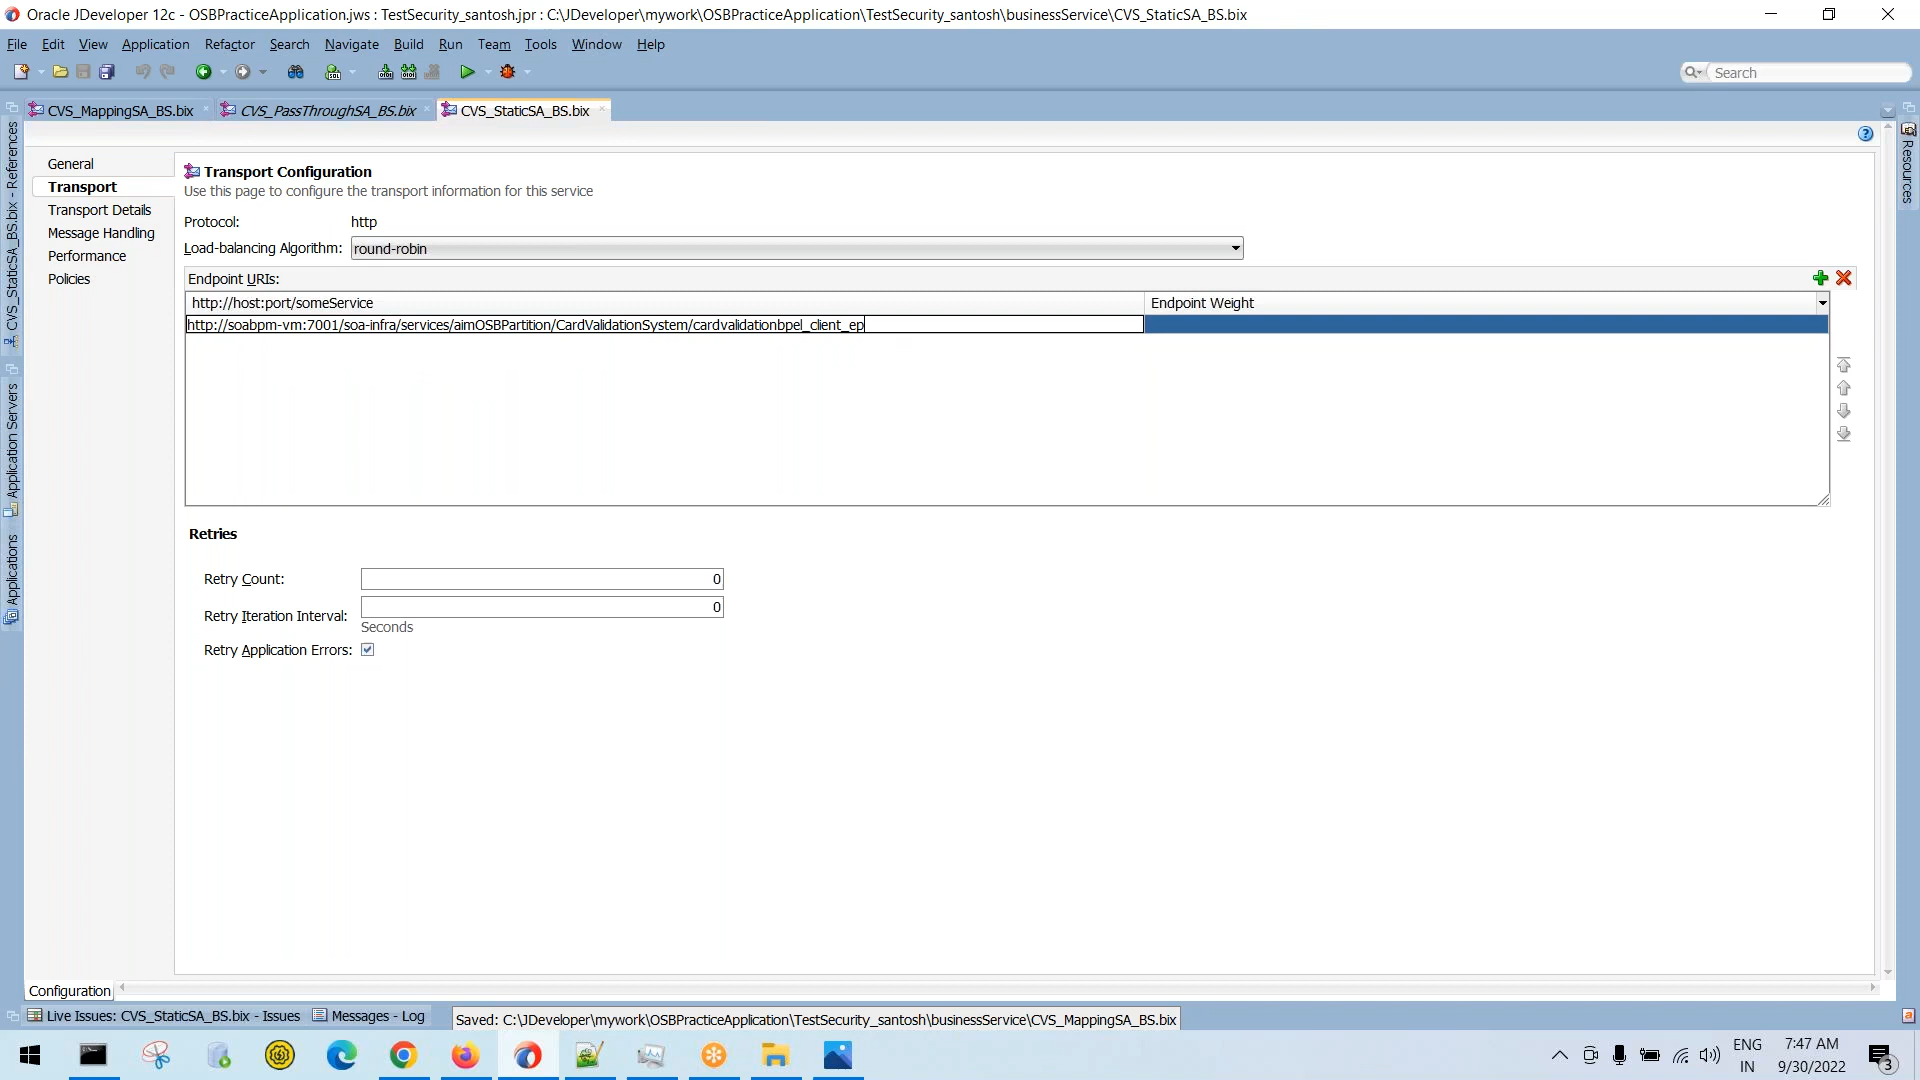 Oracle JDeveloper 12c - OSBPracticeApplication.jws : TestSecurity_santosh.jpr : C:\JDeveloper\mywork\OSBPracticeApplication\TestSecurity_santosh\businessService\CVS_StaticSA_BS.bix
File Edit View Application Refactor Search Navigate Build Run Team Tools Window Help
Search
CVS_MappingSA_BS.bix CVS_PassThroughSA_BS.bix CVS_StaticSA_BS.bix
CVS_StaticSA_BS.bix - References
Application Servers
Applications
Resources
General
Transport
Transport Details
Message Handling
Performance
Policies
Transport Configuration
Use this page to configure the transport information for this service
Protocol: http
Load-balancing Algorithm: round-robin
Endpoint URIs:
http://host:port/someService Endpoint Weight
http://soabpm-vm:7001/soa-infra/services/aimOSBPartition/CardValidationSystem/cardvalidationbpel_client_ep
Retries
Retry Count: 0
Retry Iteration Interval: 0
Seconds
Retry Application Errors:
Configuration
Live Issues: CVS_StaticSA_BS.bix - Issues Messages - Log Saved: C:\JDeveloper\mywork\OSBPracticeApplication\TestSecurity_santosh\businessService\CVS_MappingSA_BS.bix
ENG
IN
7:47 AM
9/30/2022
3